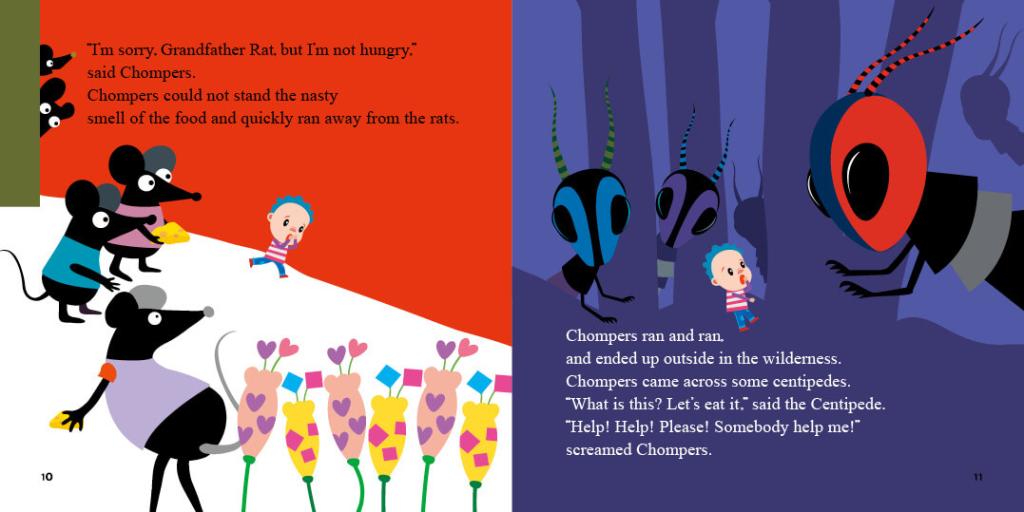 "I'm sorry, Grandfather Rat, but I'm not hungry,"
said Chompers.
Chompers could not stand the nasty
smell of the food and quickly ran away from the rats.
10
Chompers ran and ran,
and ended up outside in the wilderness.
Chompers came across some centipedes.
"What is this? Let's eat it," said the Centipede.
"Help! Help! Please! Somebody help me!"
screamed Chompers.
11